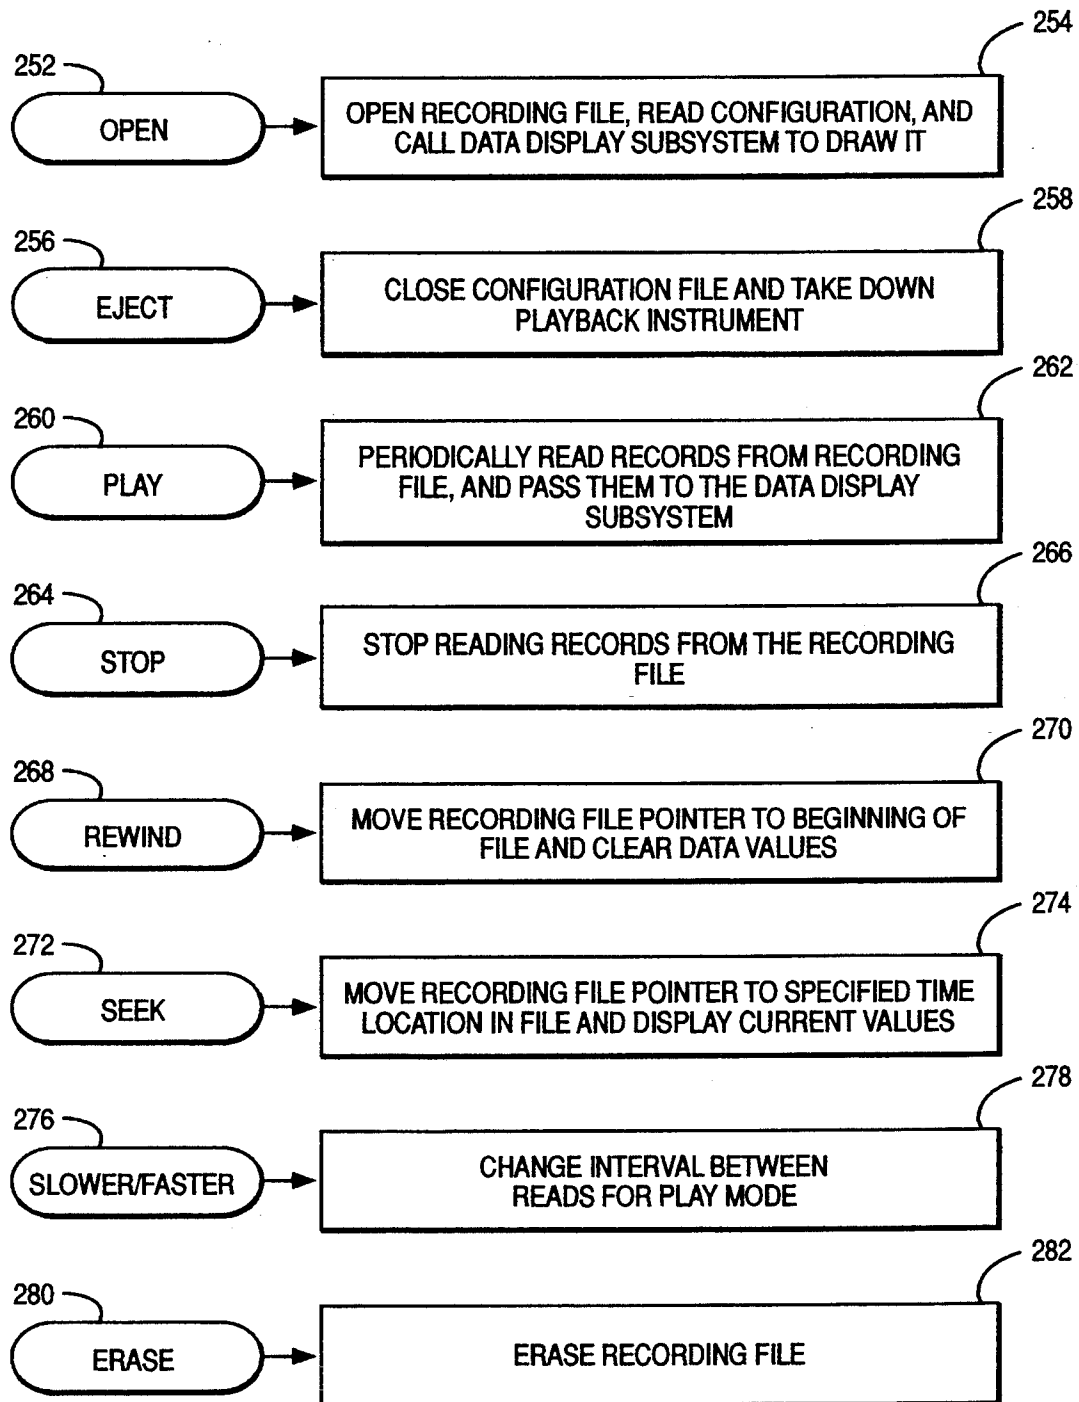 254
252
OPEN
OPEN RECORDING FILE, READ CONFIGURATION, AND
CALL DATA DISPLAY SUBSYSTEM TO DRAW IT
258
256
EJECT
CLOSE CONFIGURATION FILE AND TAKE DOWN
PLAYBACK INSTRUMENT
262
260
PLAY
PERIODICALLY READ RECORDS FROM RECORDING
FILE, AND PASS THEM TO THE DATA DISPLAY
SUBSYSTEM
266
264
STOP
STOP READING RECORDS FROM THE RECORDING
FILE
270
268
REWIND
MOVE RECORDING FILE POINTER TO BEGINNING OF
FILE AND CLEAR DATA VALUES
274
272
SEEK
MOVE RECORDING FILE POINTER TO SPECIFIED TIME
LOCATION IN FILE AND DISPLAY CURRENT VALUES
278
276
SLOWER/FASTER
CHANGE INTERVAL BETWEEN
READS FOR PLAY MODE
282
280
ERASE
ERASE RECORDING FILE